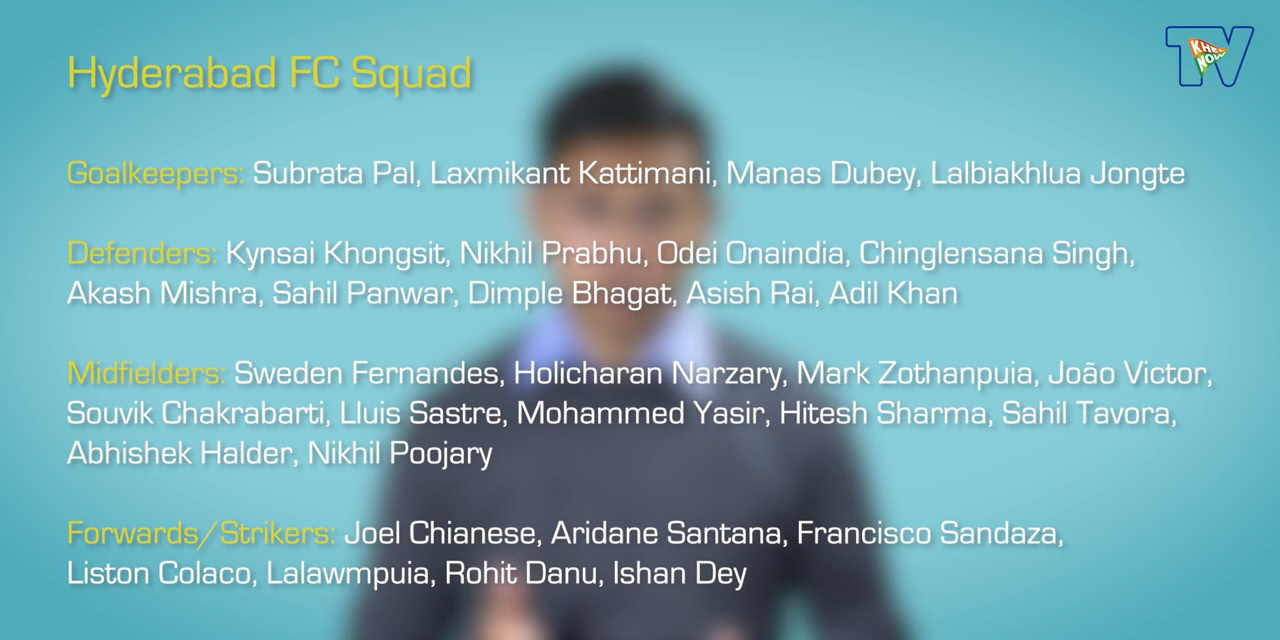 Hyderabad FC Squad
TV
KHEL
NOW
Goalkeepers: Subrata Pal, Laxmikant Kattimani, Manas Dubey, Lalbiakhlua Jongte
Defenders: Kynsai Khongsit, Nikhil Prabhu, Odei Onaindia, Chinglensana Singh,
Akash Mishra, Sahil Panwar, Dimple Bhagat, Asish Rai, Adil Khan
Midfielders: Sweden Fernandes, Holicharan Narzary, Mark Zothanpuia, João Victor,
Souvik Chakrabarti, Lluis Sastre, Mohammed Yasir, Hitesh Sharma, Sahil Tavora,
Abhishek Halder, Nikhil Poojary
Forwards/Strikers: Joel Chianese, Aridane Santana, Francisco Sandaza,
Liston Colaco, Lalawmpuia, Rohit Danu, Ishan Dey